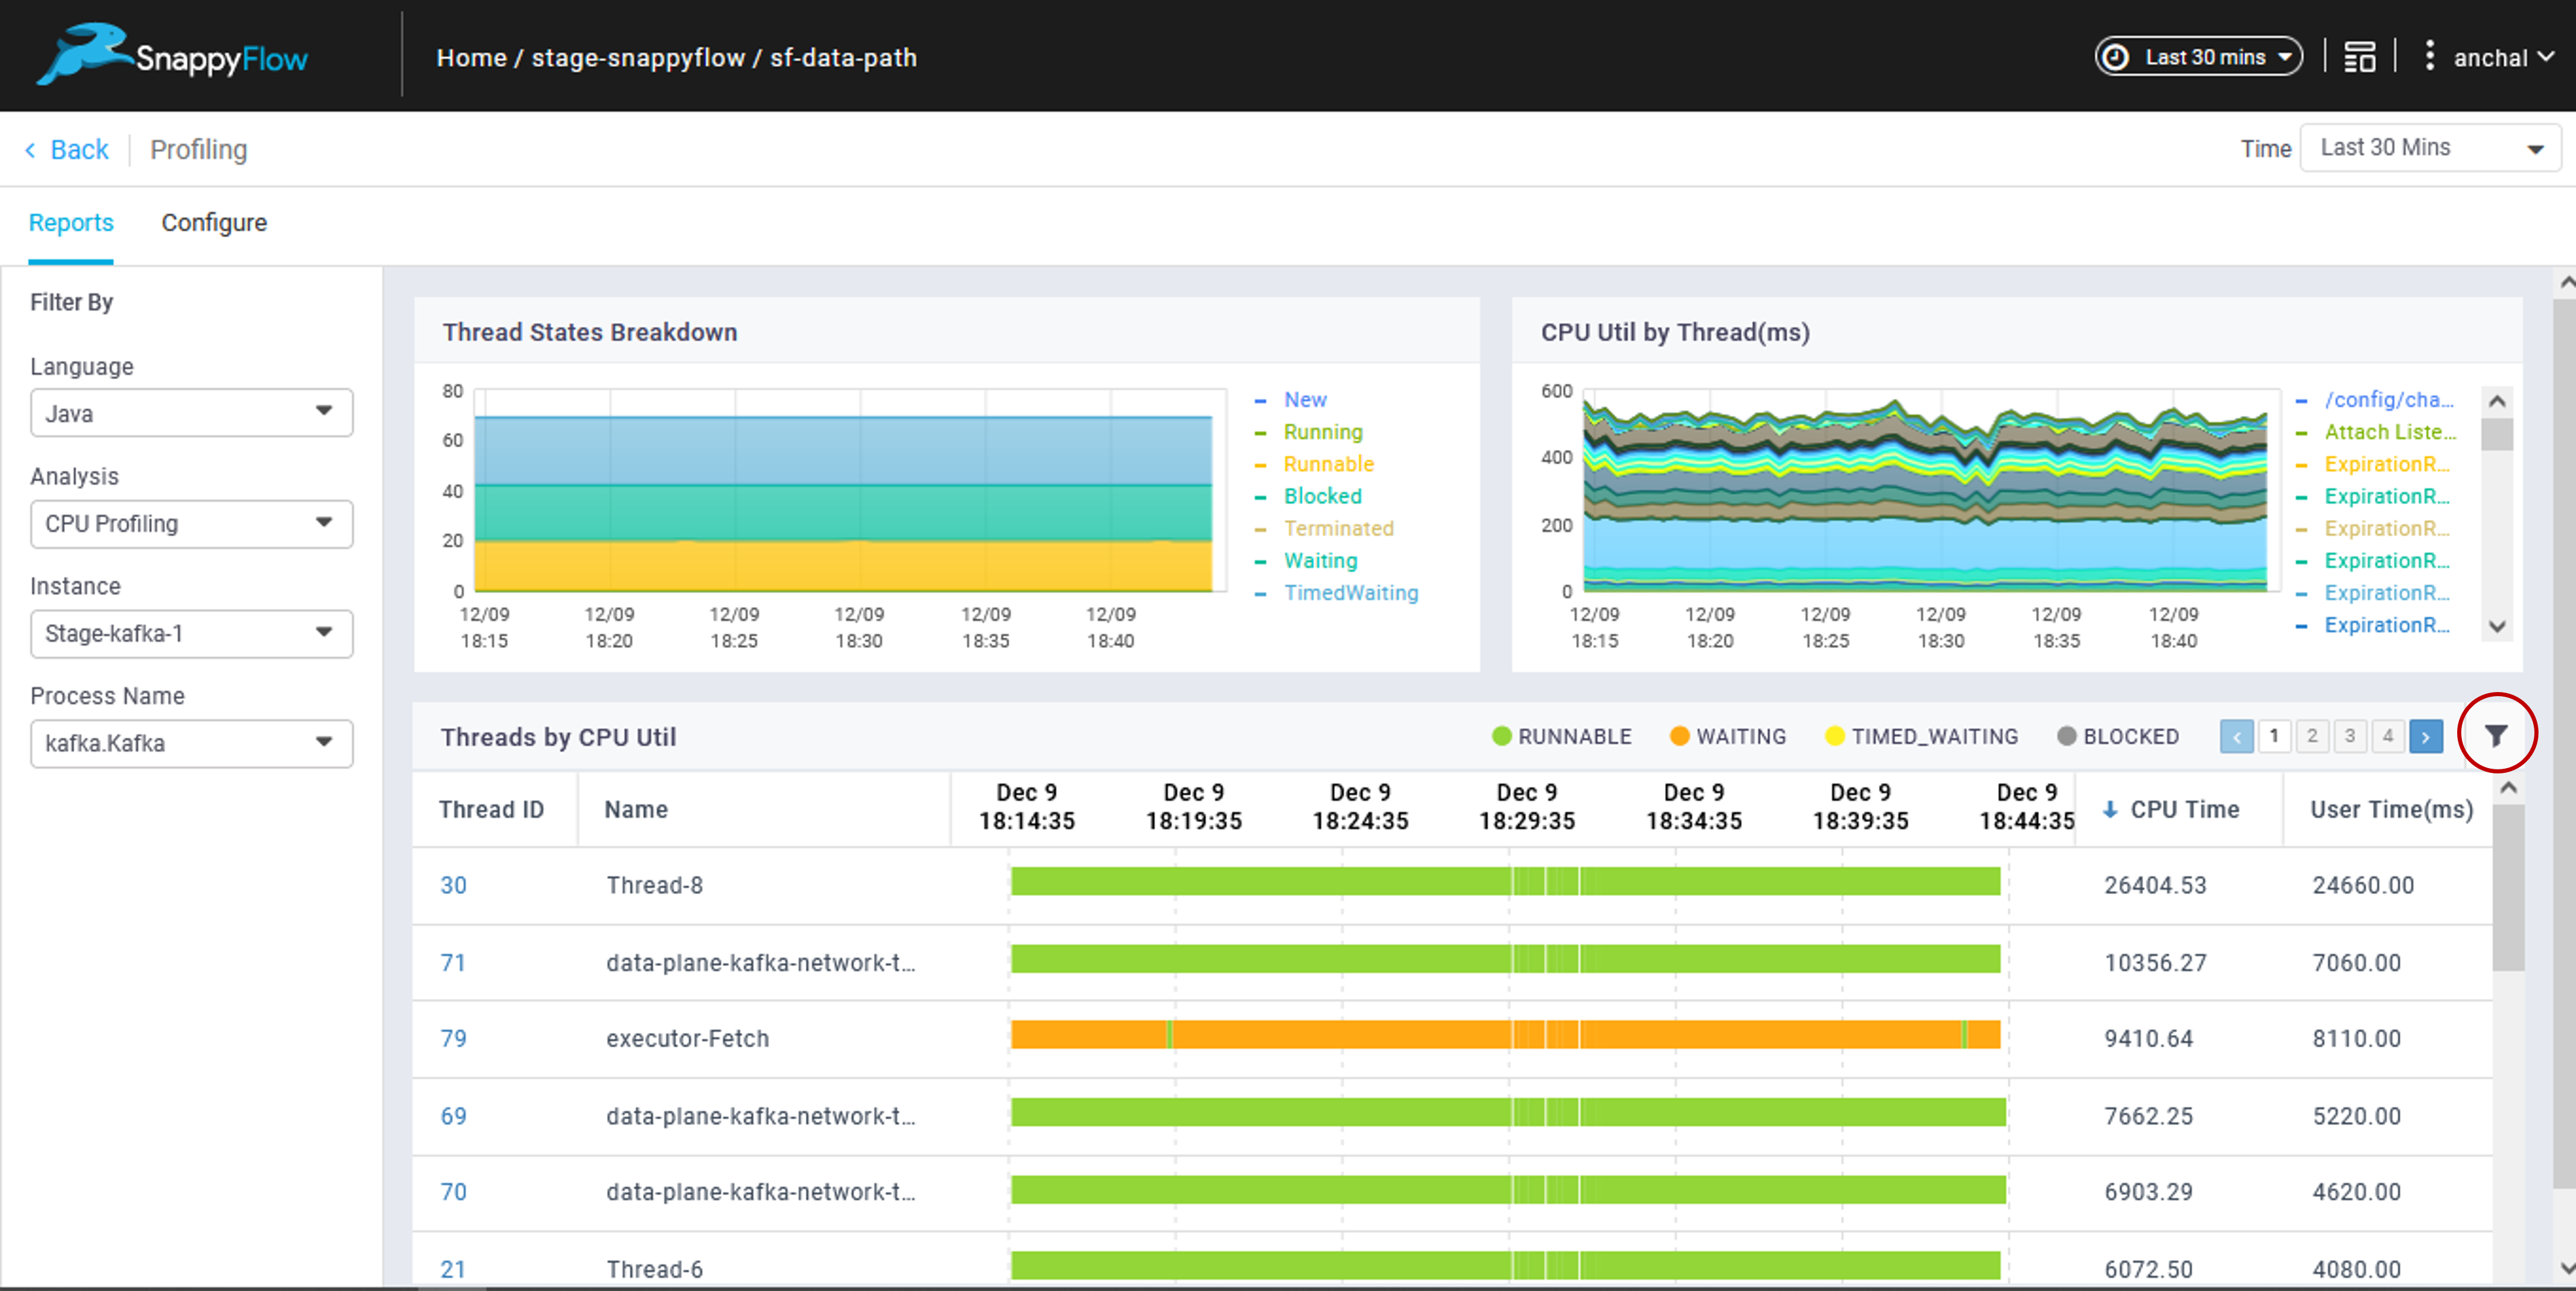 SnappyFlow
Home / stage-snappyflow / sf-data-path
Last 30 mins
anchal
Back
Profiling
Time
Last 30 Mins
Reports
Configure
Filter By
Language
Java
Analysis
CPU Profiling
Instance
Stage-kafka-1
Process Name
kafka.Kafka
Thread States Breakdown
80
60
40
20
0
12/09 12/09 12/09 12/09 12/09 12/09
18:15 18:20 18:25 18:30 18:35 18:40
New
Running
Runnable
Blocked
Terminated
Waiting
TimedWaiting
CPU Util by Thread(ms)
600
400
200
0
12/09 12/09 12/09 12/09 12/09 12/09
18:15 18:20 18:25 18:30 18:35 18:40
/config/cha...
Attach Liste...
ExpirationR...
ExpirationR...
ExpirationR...
ExpirationR...
ExpirationR...
ExpirationR...
Threads by CPU Util
RUNNABLE WAITING TIMED_WAITING BLOCKED
1 2 3 4
Thread ID Name
Dec 9 Dec 9 Dec 9 Dec 9 Dec 9 Dec 9 Dec 9
18:14:35 18:19:35 18:24:35 18:29:35 18:34:35 18:39:35 18:44:35
CPU Time User Time(ms)
30 Thread-8 26404.53 24660.00
71 data-plane-kafka-network-t... 10356.27 7060.00
79 executor-Fetch 9410.64 8110.00
69 data-plane-kafka-network-t... 7662.25 5220.00
70 data-plane-kafka-network-t... 6903.29 4620.00
21 Thread-6 6072.50 4080.00